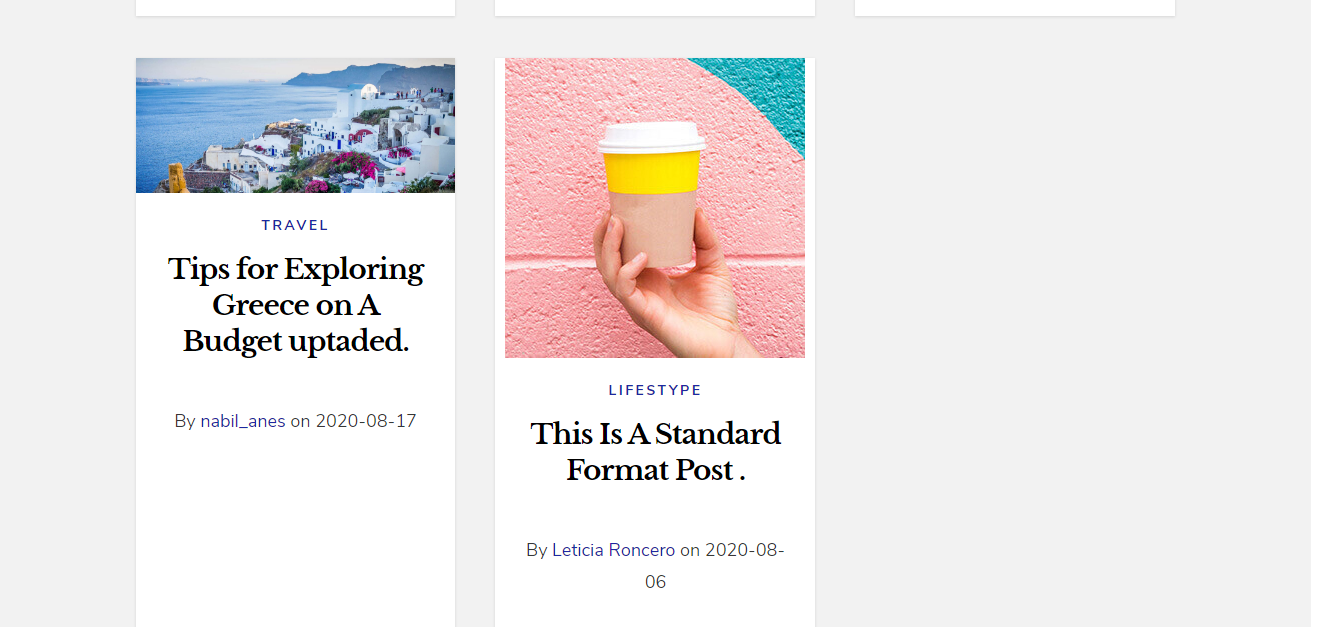 TRAVEL
Tips for Exploring
Greece on A
Budget uptaded.
By nabil_anes on 2020-08-17
LIFESTYPE
This Is A Standard
Format Post .
By Leticia Roncero on 2020-08-
06